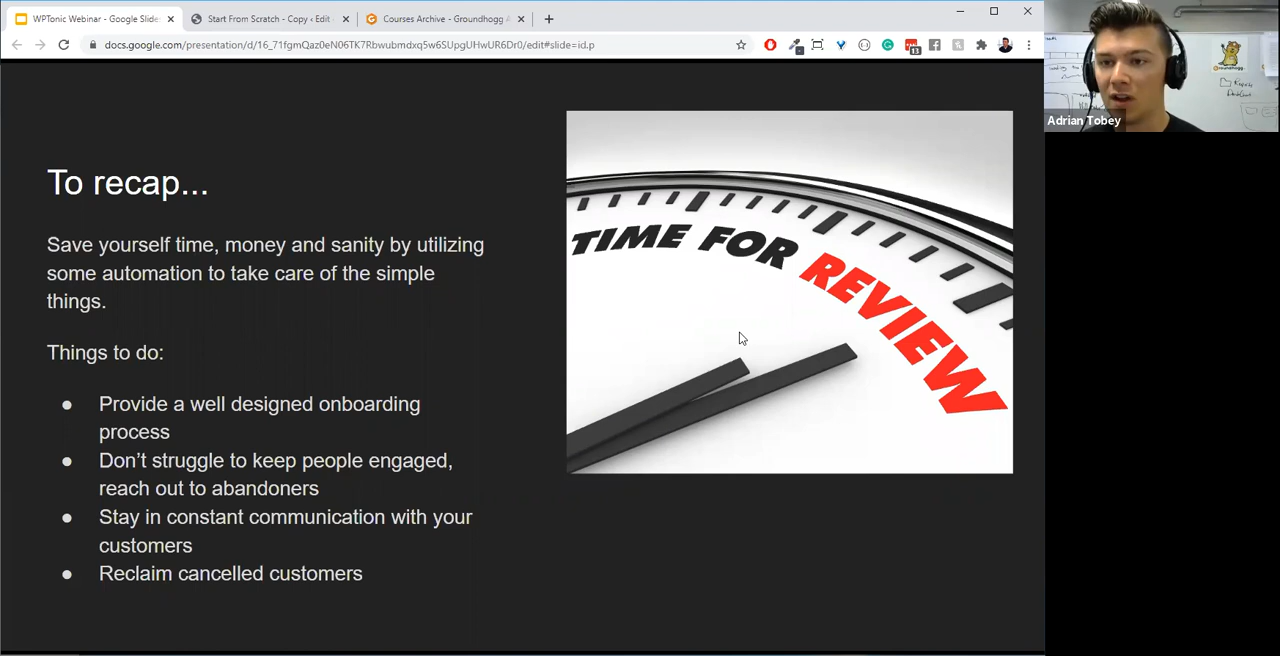 WPTonic Webinar - Google Slide
Start From Scratch - Copy ‹ Edit
Courses Archive - Groundhogg
docs.google.com/presentation/d/16_71fgmQaz0eN06TK7Rbwubmdxq5w6SUpgUHwUR6Dr0/edit#slide=id.p
13
Adrian Tobey
To recap...
Save yourself time, money and sanity by utilizing
some automation to take care of the simple
things.
Things to do:
● Provide a well designed onboarding
process
● Don’t struggle to keep people engaged,
reach out to abandoners
● Stay in constant communication with your
customers
● Reclaim cancelled customers
TIME FOR REVIEW